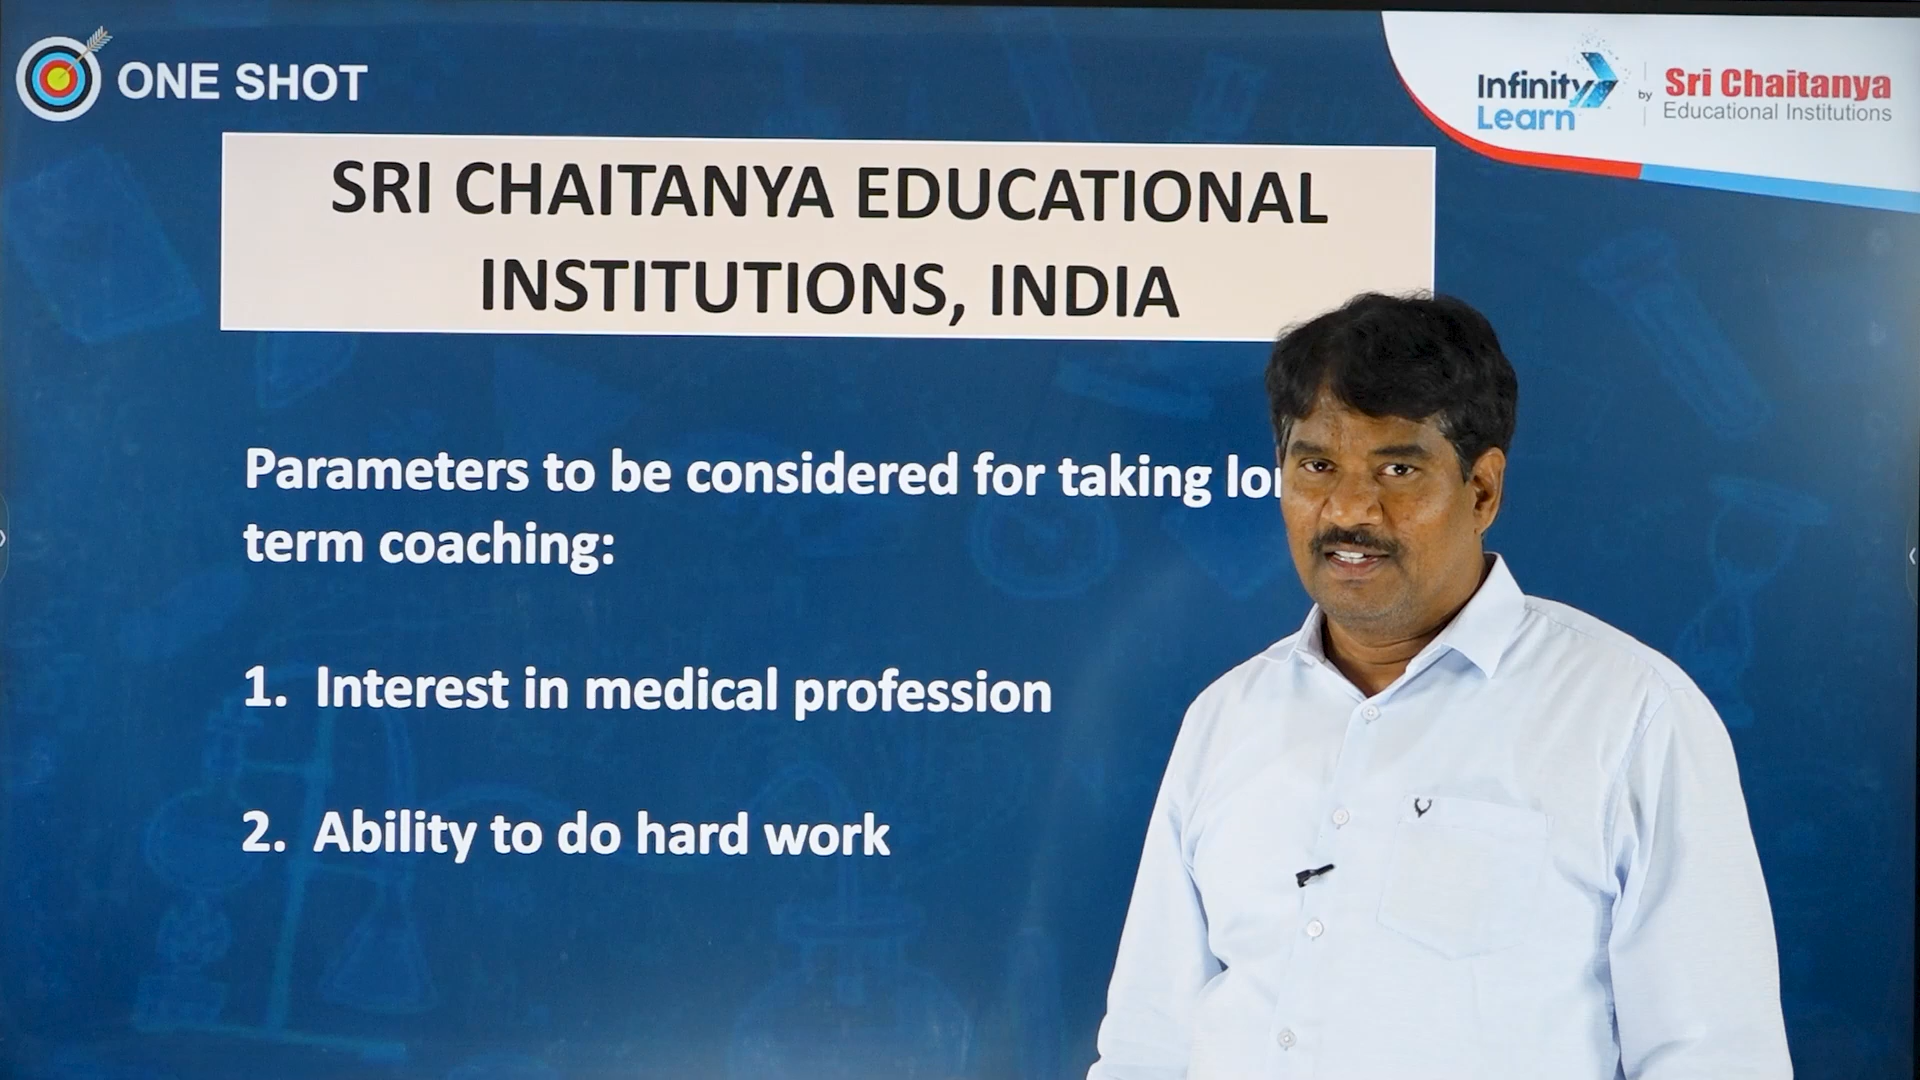 ONE SHOT
Infinity
Learn
by
Sri Chaitanya
Educational Institutions
SRI CHAITANYA EDUCATIONAL
INSTITUTIONS, INDIA
Parameters to be considered for taking
term coaching:
1. Interest in medical profession
2. Ability to do hard work